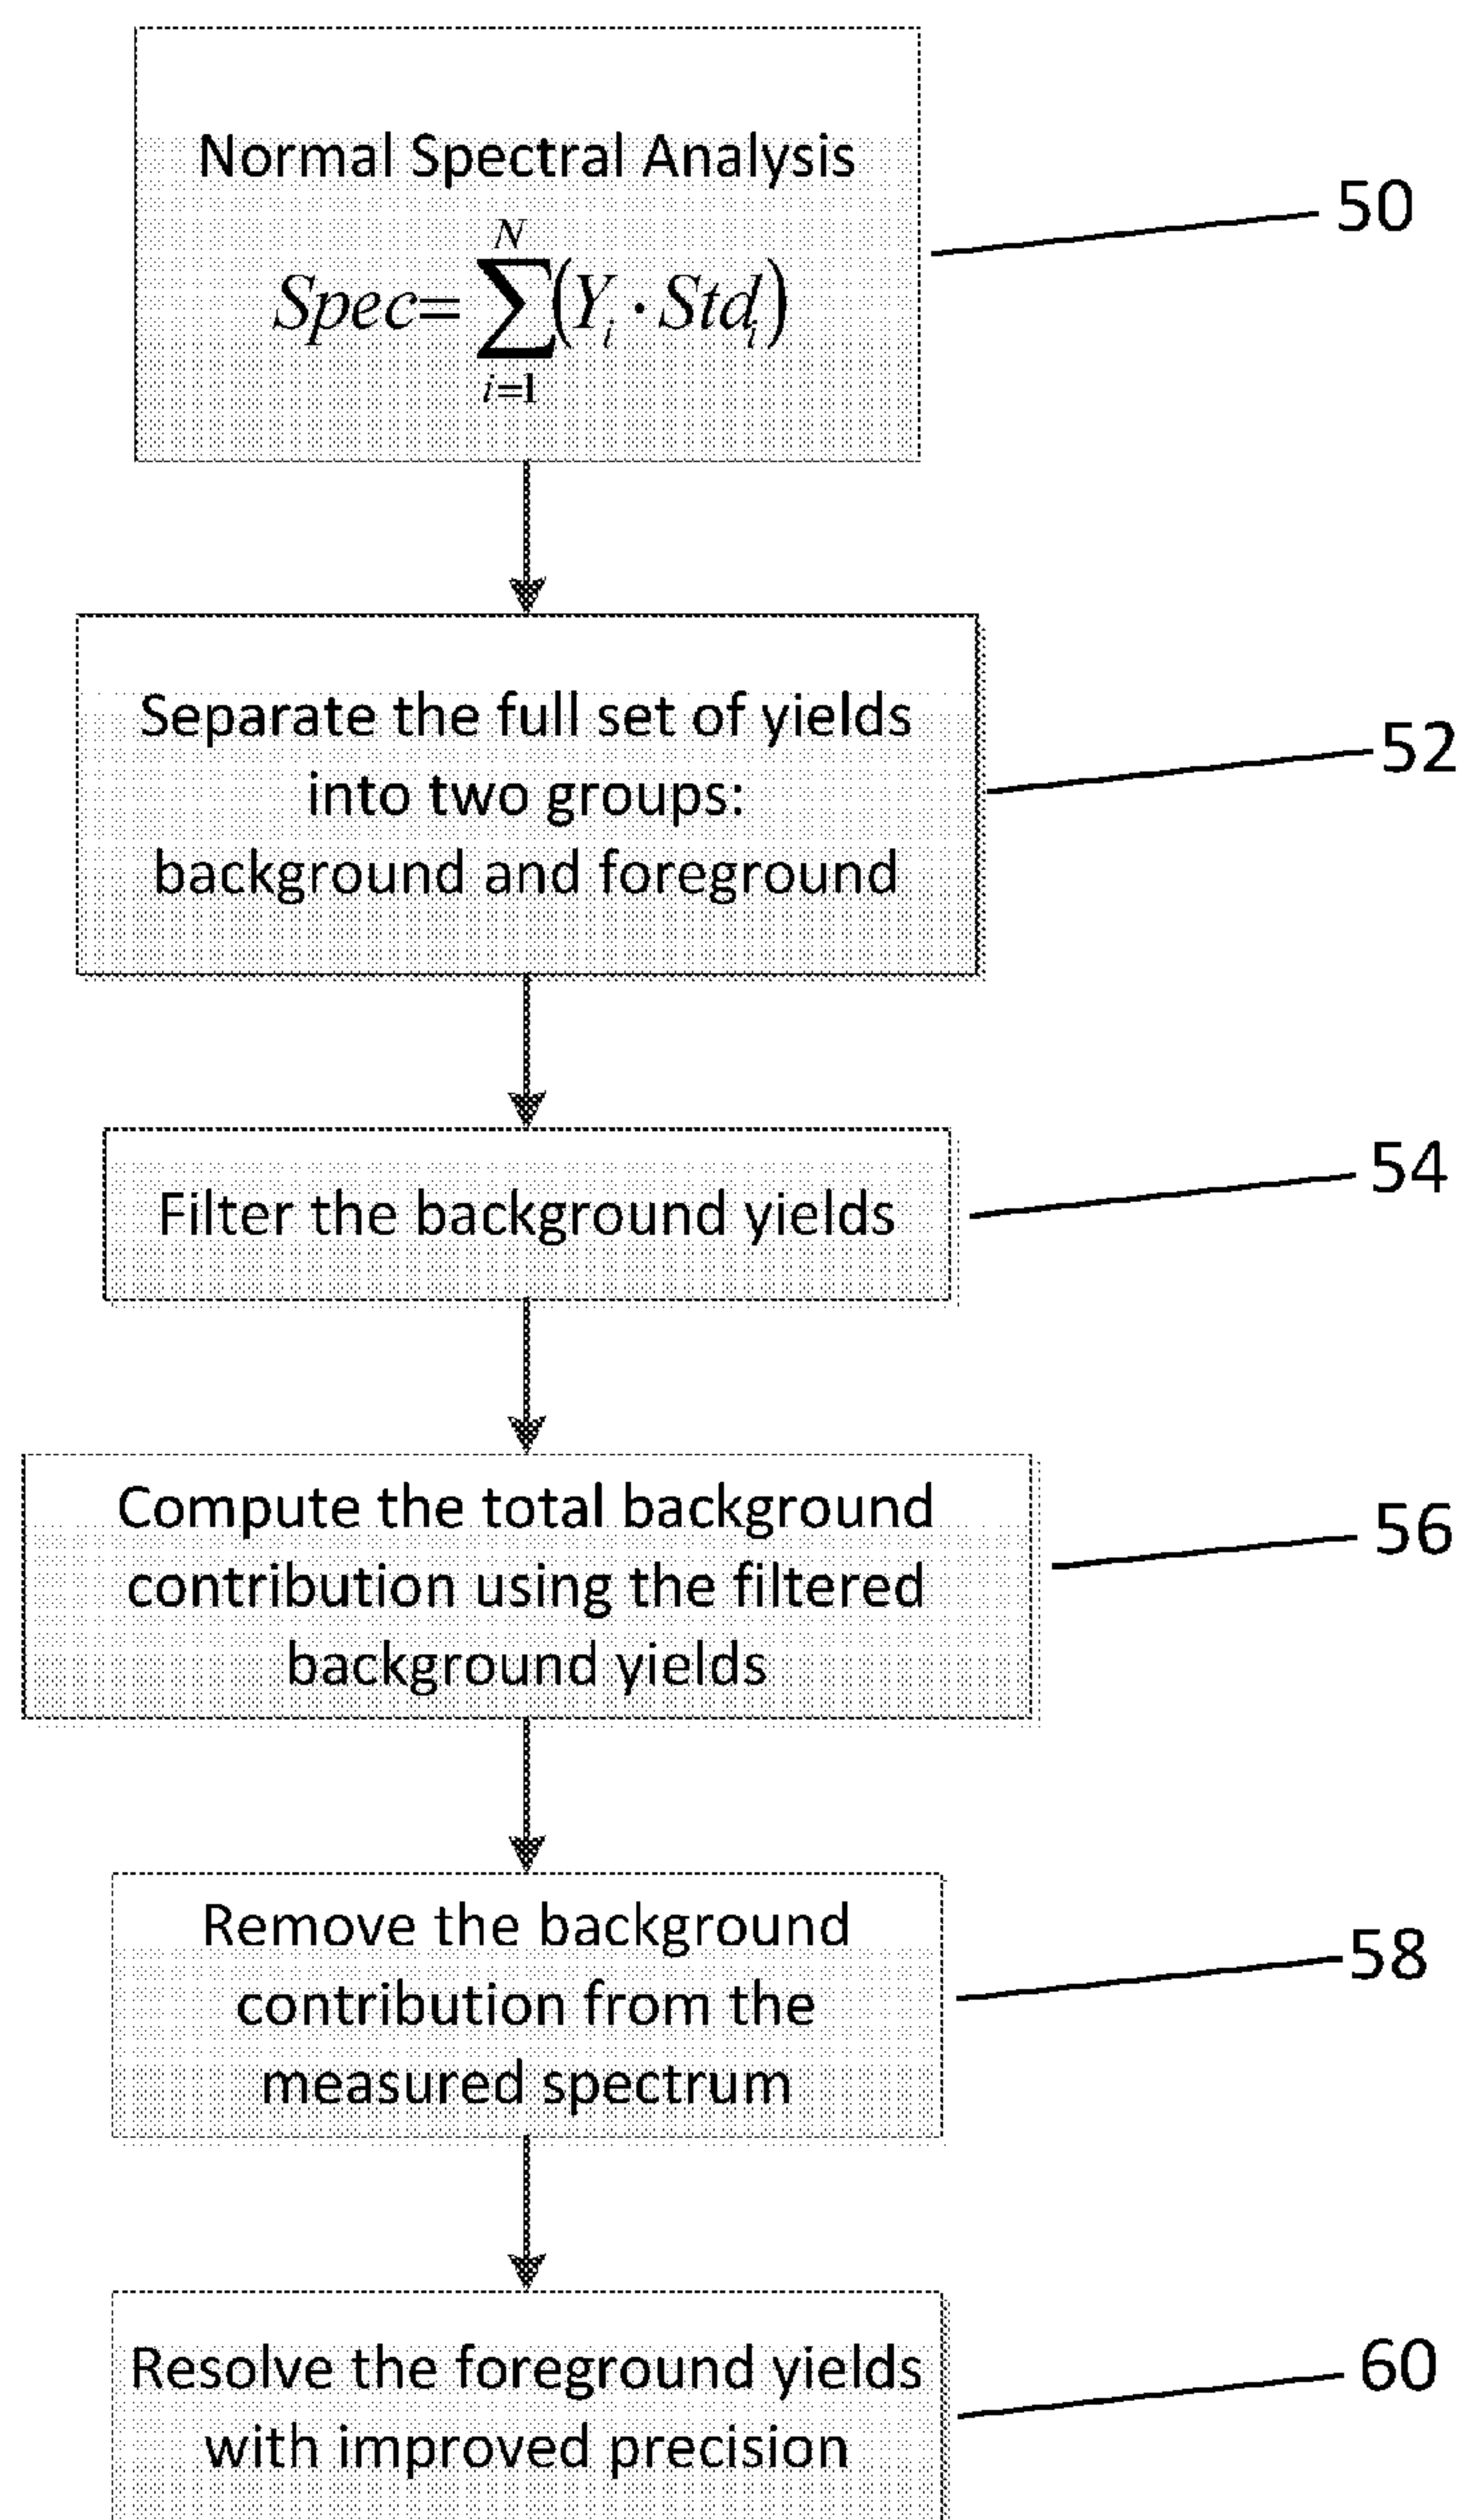 Normal Spectral Analysis
50
N
Spec= ∑(Y_i · Std_i)
i=1
Separate the full set of yields
into two groups:
background and foreground
52
Filter the background yields
54
Compute the total background
contribution using the filtered
background yields
56
Remove the background
contribution from the
measured spectrum
58
Resolve the foreground yields
with improved precision
60